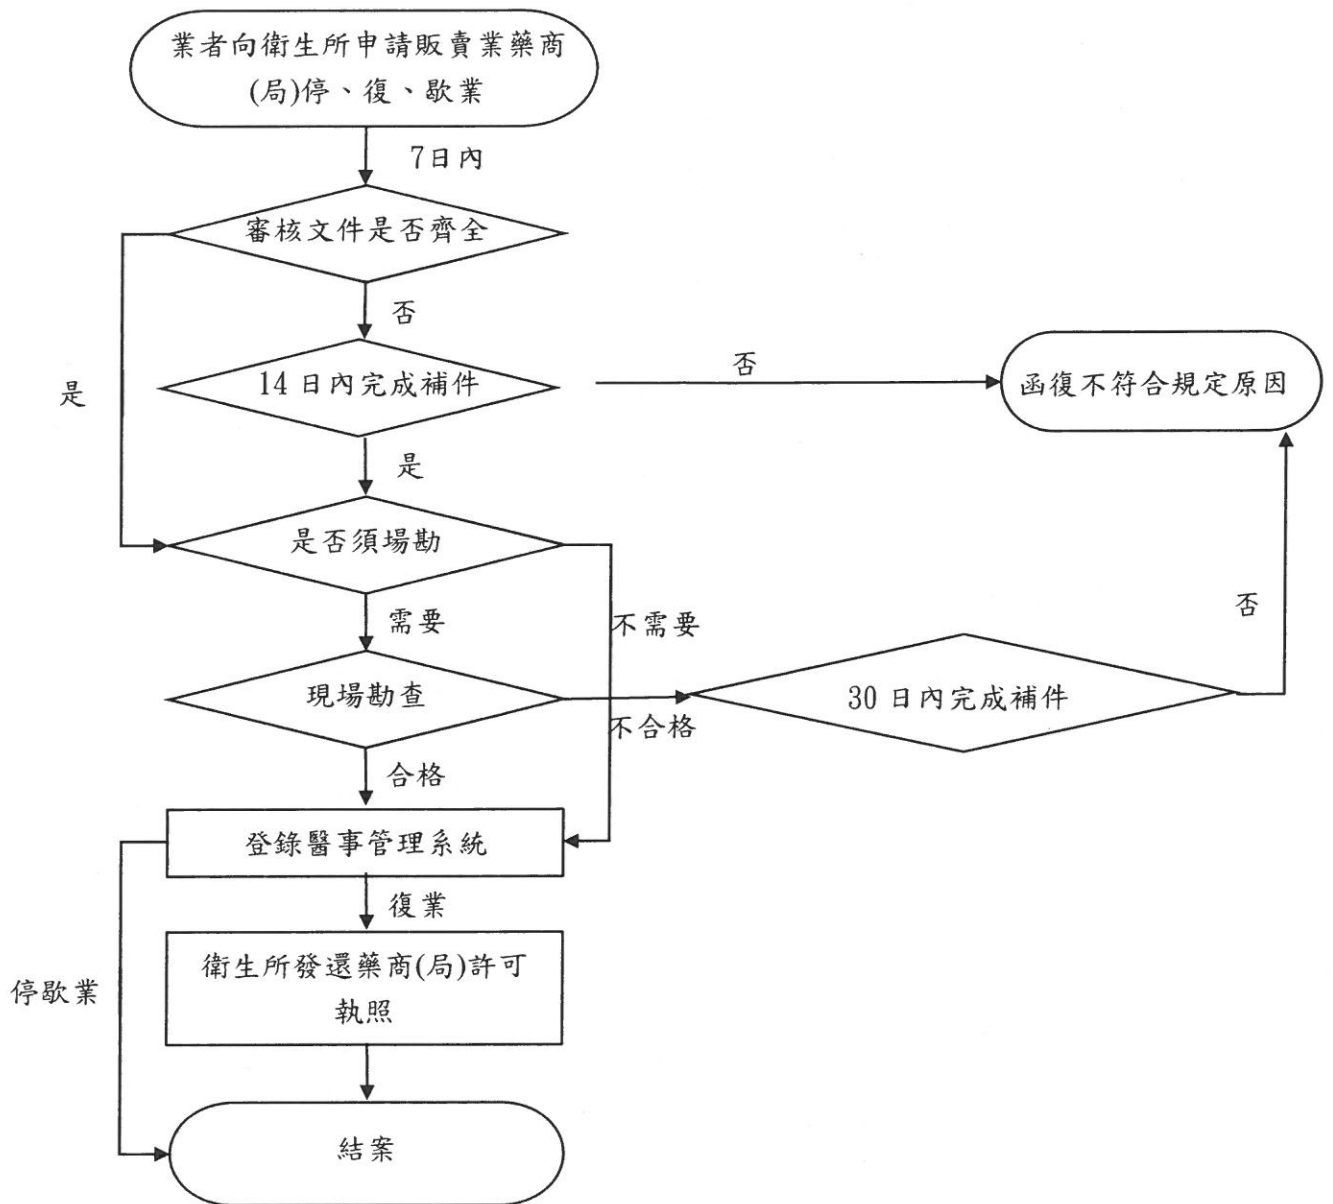 業者向衛生所申請販賣業藥商
(局)停、復、歇業
7日內
審核文件是否齊全
否
14日內完成補件
否
函復不符合規定原因
是
是
是否須場勘
需要
不需要
否
現場勘查
30日內完成補件
不合格
合格
登錄醫事管理系統
復業
衛生所發還藥商(局)許可
執照
停歇業
結案